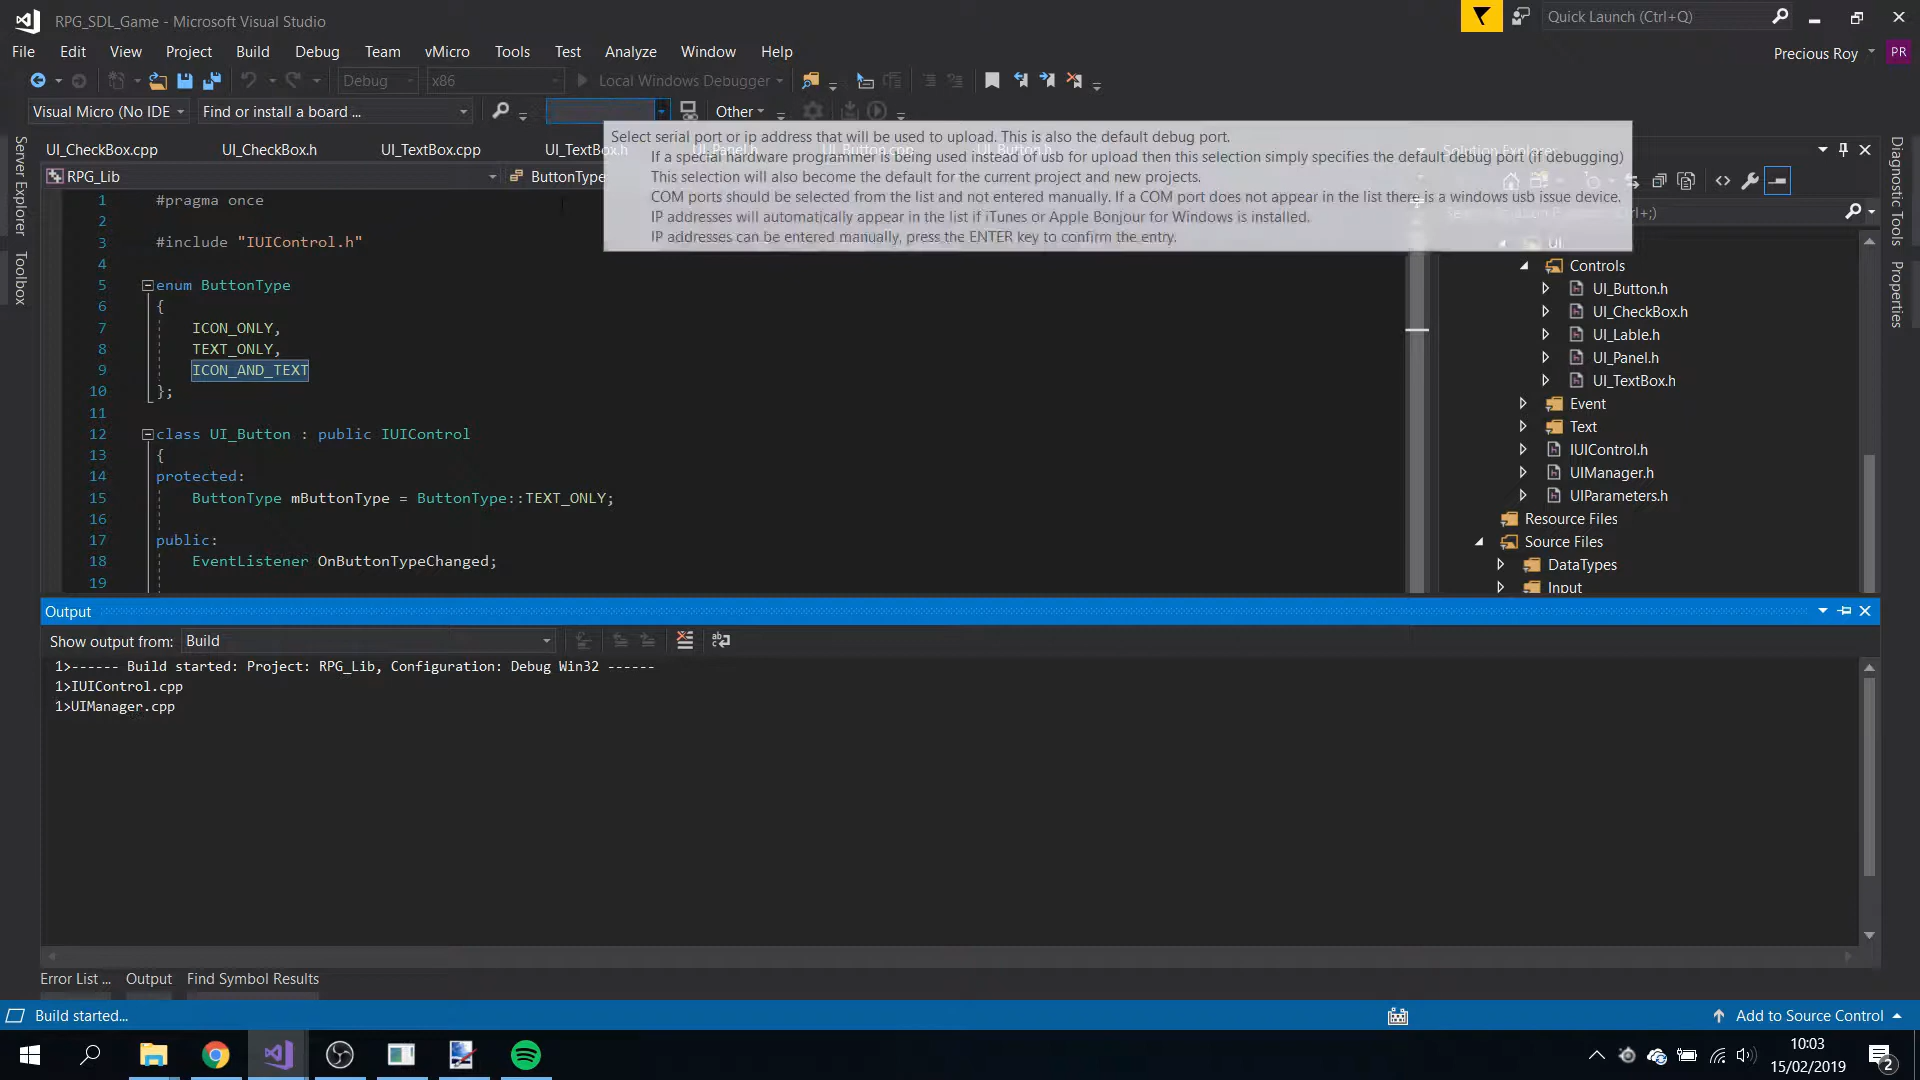 RPG_SDL_Game - Microsoft Visual Studio
Quick Launch (Ctrl+Q)
File Edit View Project Build Debug Team vMicro Tools Test Analyze Window Help
Precious Roy PR
Debug x86 Local Windows Debugger
Visual Micro (No IDE Find or install a board ... Other
Select serial port or ip address that will be used to upload. This is also the default debug port.
If a special hardware programmer is being used instead of usb for upload then this selection simply specifies the default debug port (if debugging)
This selection will also become the default for the current project and new projects.
COM ports should be selected from the list and not entered manually. If a COM port does not appear in the list there is a windows usb issue device.
IP addresses will automatically appear in the list if iTunes or Apple Bonjour for Windows is installed.
IP addresses can be entered manually, press the ENTER key to confirm the entry.
UI_CheckBox.cpp UI_CheckBox.h UI_TextBox.cpp UI_TextBox.h UI_Panel.h UI_Button.cpp UI_Button.h
Solution Explorer
RPG_Lib ButtonType
Server Explorer
Toolbox
Diagnostic Tools
Properties
1 #pragma once
2
3 #include "IUIControl.h"
4
5 enum ButtonType
6 {
7 ICON_ONLY,
8 TEXT_ONLY,
9 ICON_AND_TEXT
10 };
11
12 class UI_Button : public IUIControl
13 {
14 protected:
15 ButtonType mButtonType = ButtonType::TEXT_ONLY;
16
17 public:
18 EventListener OnButtonTypeChanged;
19
UI
Controls
UI_Button.h
UI_CheckBox.h
UI_Lable.h
UI_Panel.h
UI_TextBox.h
Event
Text
IUIControl.h
UIManager.h
UIParameters.h
Resource Files
Source Files
DataTypes
Input
Output
Show output from: Build
1>------ Build started: Project: RPG_Lib, Configuration: Debug Win32 ------
1>IUIControl.cpp
1>UIManager.cpp
Error List ... Output Find Symbol Results
Build started... Add to Source Control
10:03
15/02/2019
2